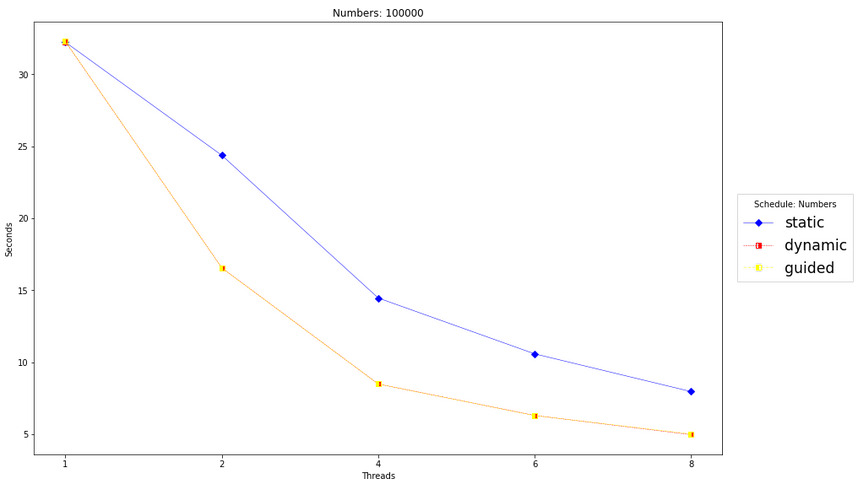 Numbers: 100000
Seconds
30
25
20
15
10
5
1 2 4 6 8
Threads
Schedule: Numbers
static
dynamic
guided